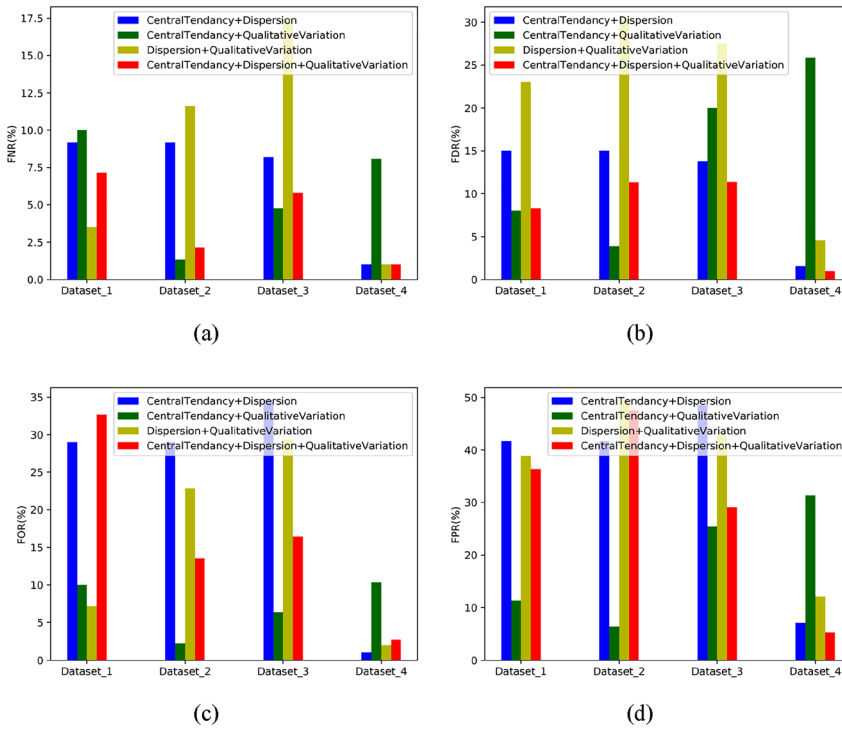 17.5
15.0
12.5
10.0
7.5
5.0
2.5
0.0
FNR(%)
CentralTendancy+Dispersion
CentralTendancy+QualitativeVariation
Dispersion+QualitativeVariation
CentralTendancy+Dispersion+QualitativeVariation
Dataset_1 Dataset_2 Dataset_3 Dataset_4
(a)
30
25
20
15
10
5
0
FDR(%)
CentralTendancy+Dispersion
CentralTendancy+QualitativeVariation
Dispersion+QualitativeVariation
CentralTendancy+Dispersion+QualitativeVariation
Dataset_1 Dataset_2 Dataset_3 Dataset_4
(b)
35
30
25
20
15
10
5
0
FOR(%)
CentralTendancy+Dispersion
CentralTendancy+QualitativeVariation
Dispersion+QualitativeVariation
CentralTendancy+Dispersion+QualitativeVariation
Dataset_1 Dataset_2 Dataset_3 Dataset_4
(c)
50
40
30
20
10
0
FPR(%)
CentralTendancy+Dispersion
CentralTendancy+QualitativeVariation
Dispersion+QualitativeVariation
CentralTendancy+Dispersion+QualitativeVariation
Dataset_1 Dataset_2 Dataset_3 Dataset_4
(d)